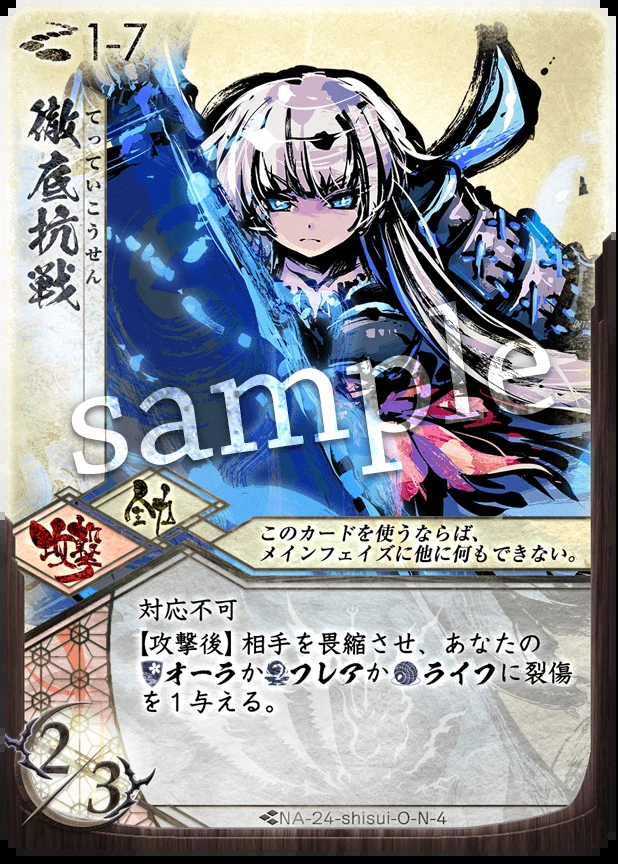 1-7
徹底抗戦
てっていこうせん
sample
攻撃
全力
このカードを使うならば、
メインフェイズに他に何もできない。
対応不可
【攻撃後】相手を畏縮させ、あなたの
オーラかフレアかライフに裂傷
を1与える。
2/3
NA-24-shisui-O-N-4